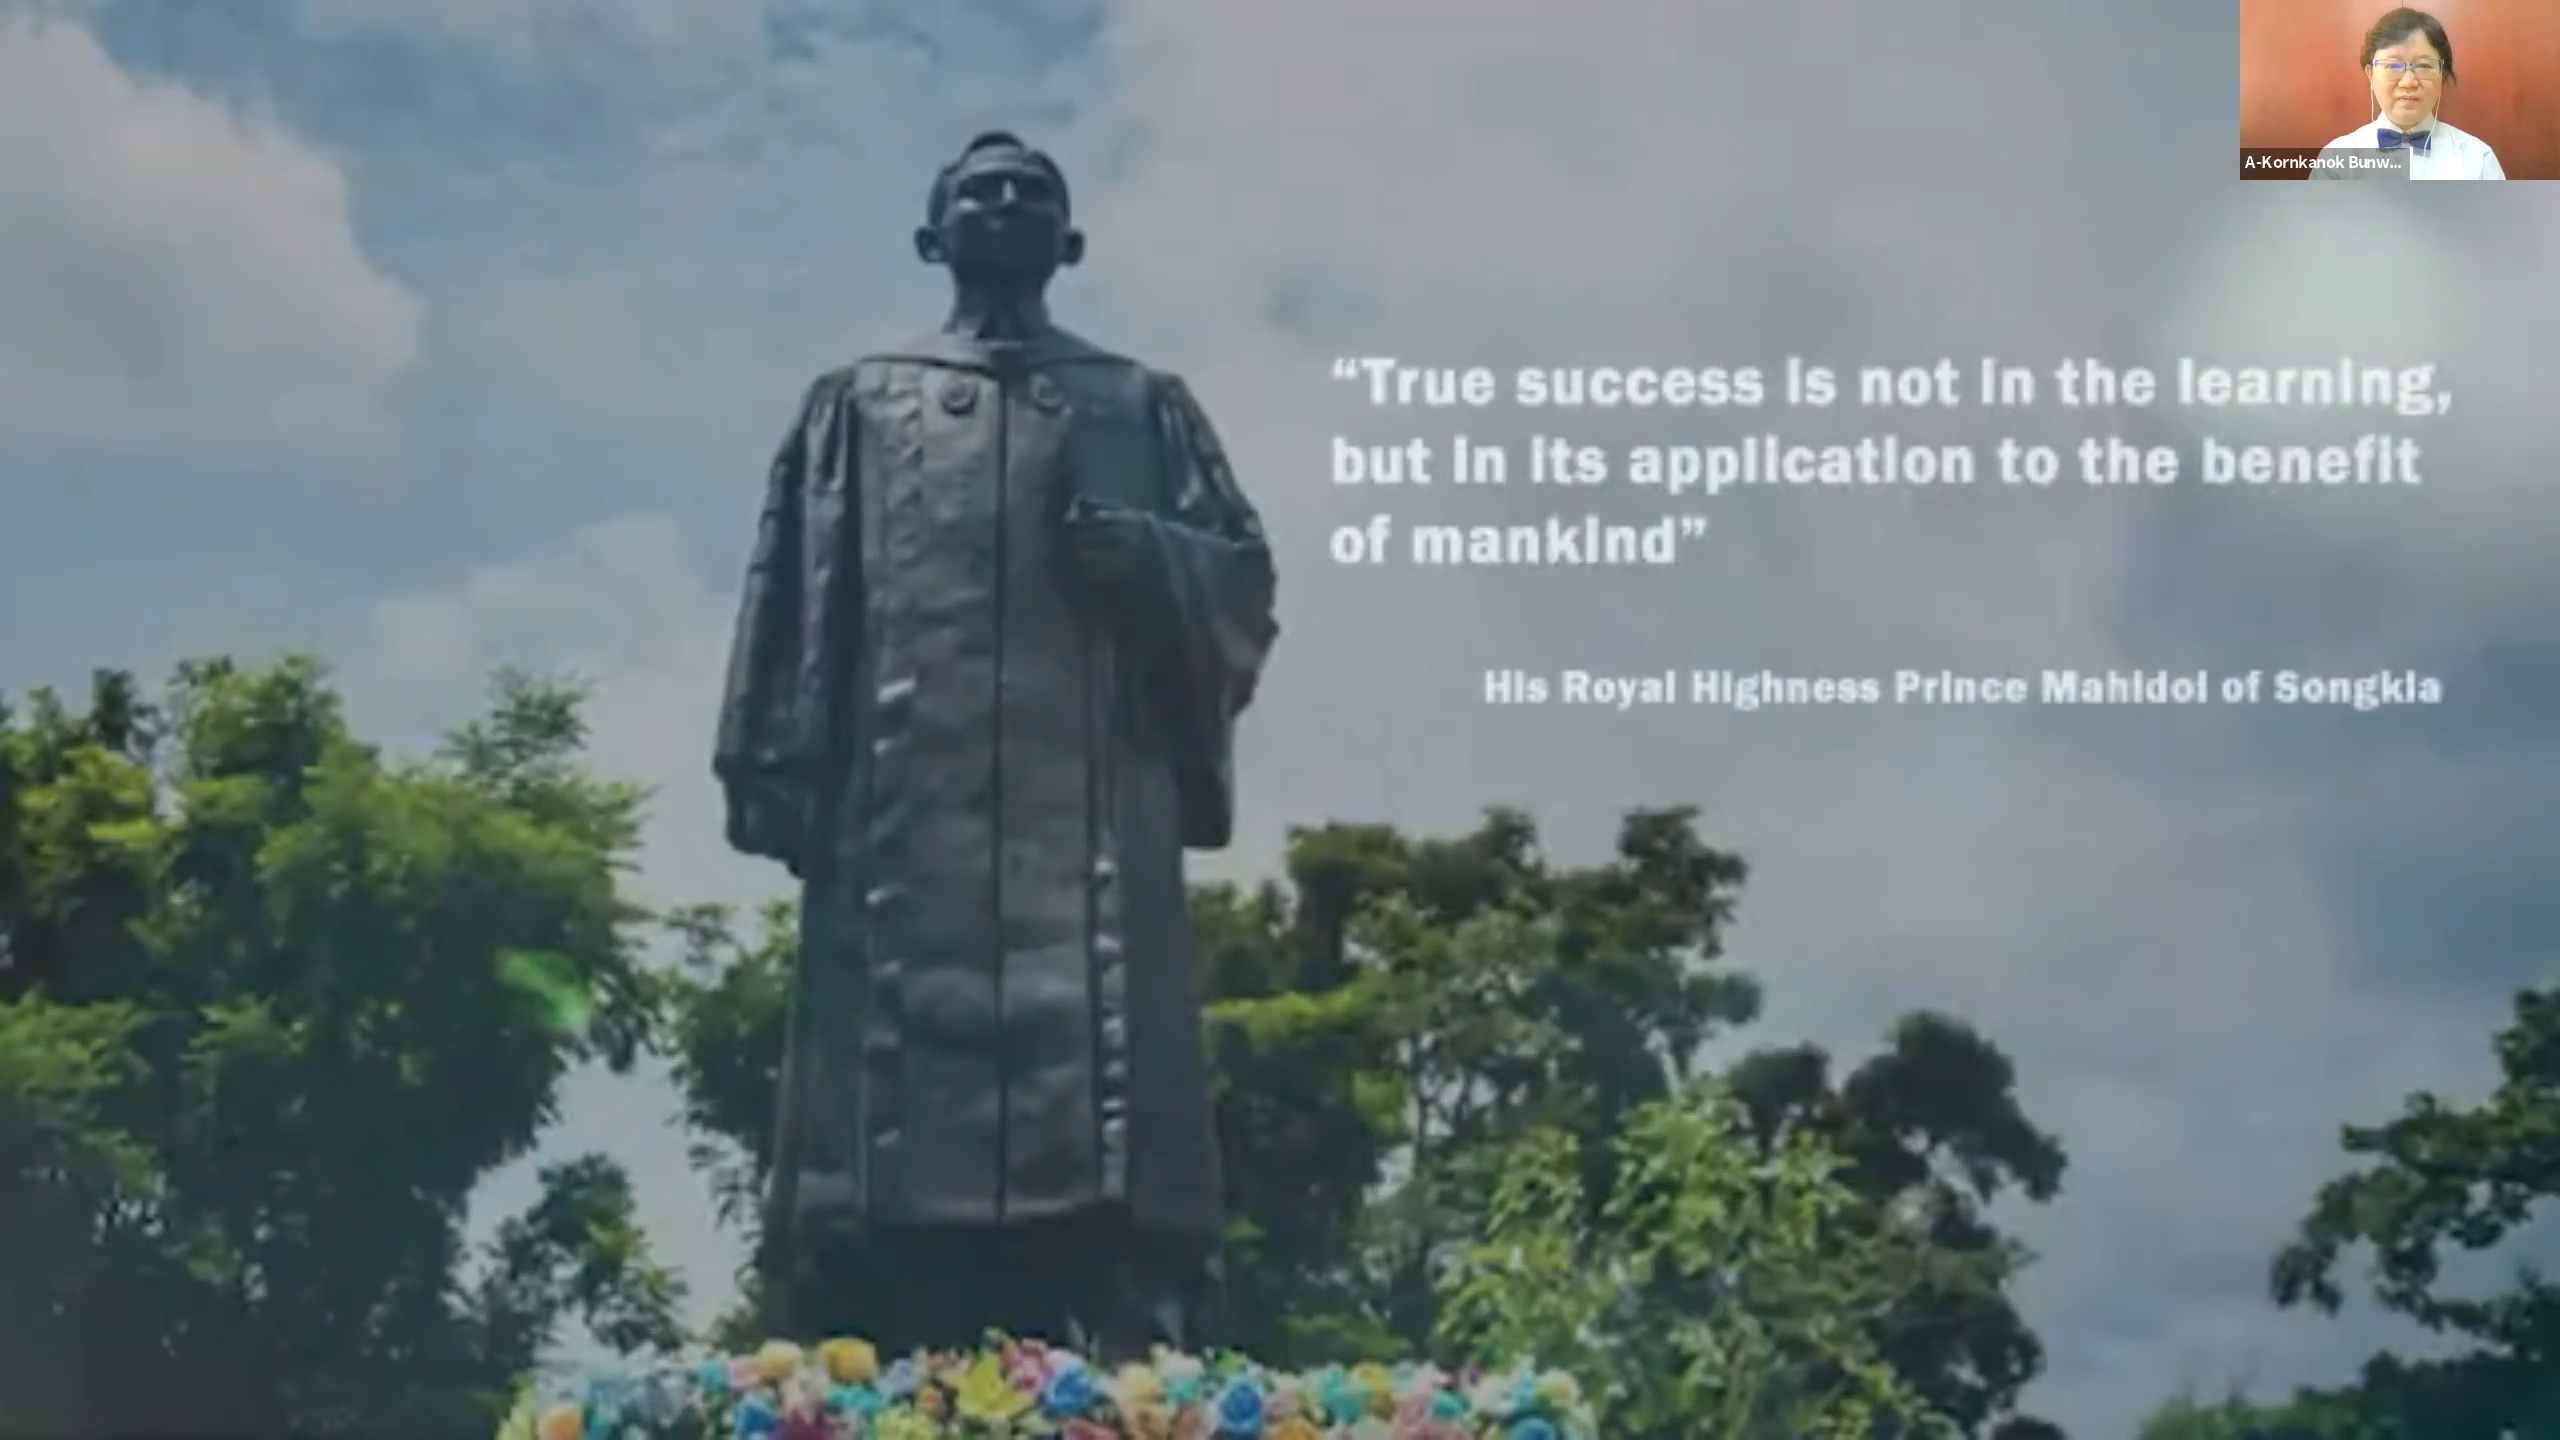 A-Kornkanok Bunw...
“True success is not in the learning,
but in its application to the benefit
of mankind”
His Royal Highness Prince Mahidol of Songkla